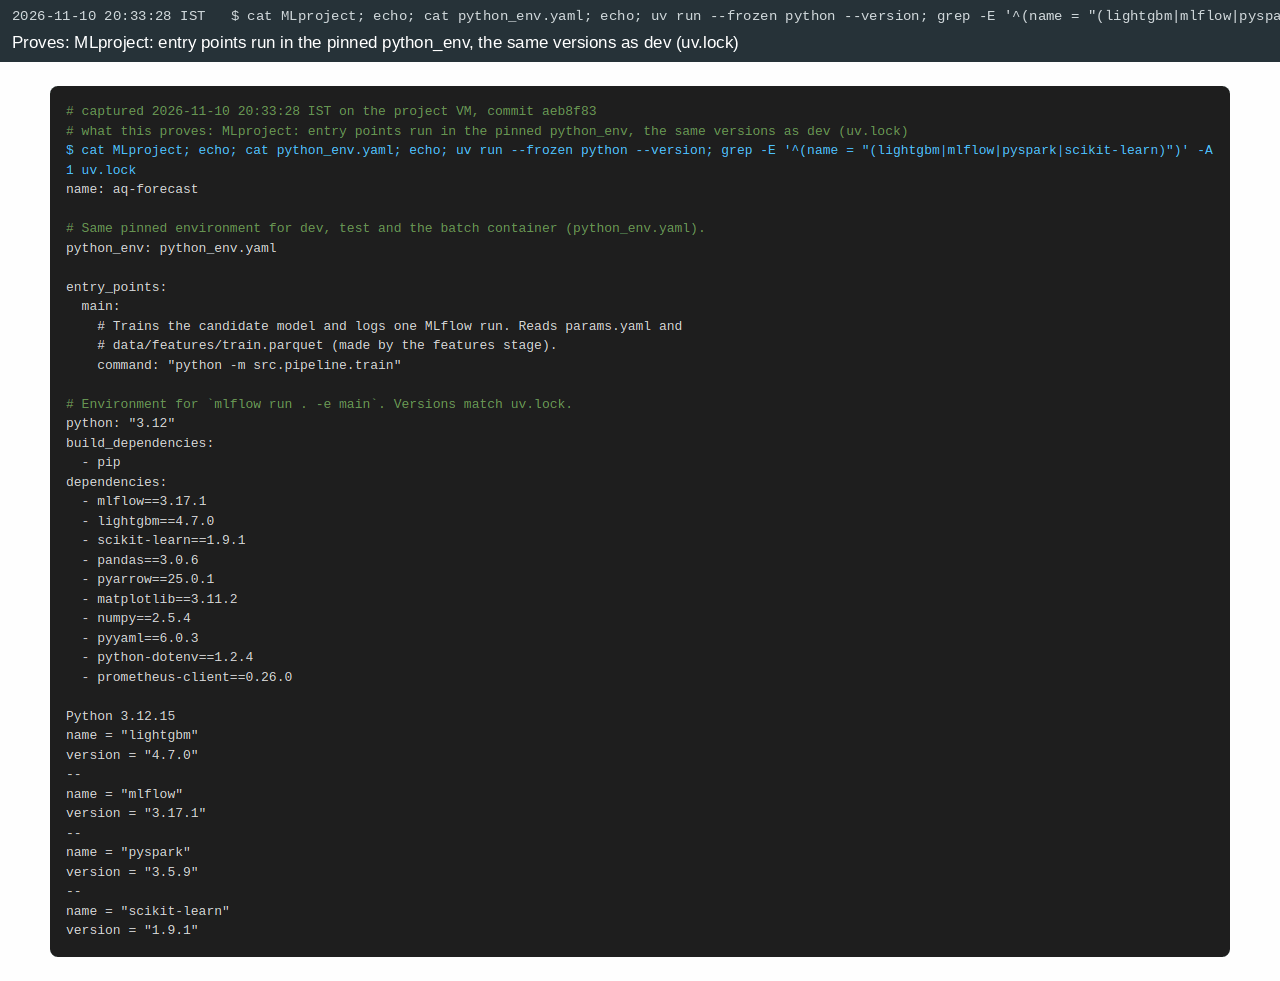 2026-11-10 20:33:28 IST   $ cat MLproject; echo; cat python_env.yaml; echo; uv run --frozen python --version; grep -E '^(name = "(lightgbm|mlflow|pyspa
Proves: MLproject: entry points run in the pinned python_env, the same versions as dev (uv.lock)
# captured 2026-11-10 20:33:28 IST on the project VM, commit aeb8f83
# what this proves: MLproject: entry points run in the pinned python_env, the same versions as dev (uv.lock)
$ cat MLproject; echo; cat python_env.yaml; echo; uv run --frozen python --version; grep -E '^(name = "(lightgbm|mlflow|pyspark|scikit-learn)")' -A
1 uv.lock
name: aq-forecast
# Same pinned environment for dev, test and the batch container (python_env.yaml).
python_env: python_env.yaml
entry_points:
  main:
    # Trains the candidate model and logs one MLflow run. Reads params.yaml and
    # data/features/train.parquet (made by the features stage).
    command: "python -m src.pipeline.train"
# Environment for `mlflow run . -e main`. Versions match uv.lock.
python: "3.12"
build_dependencies:
  - pip
dependencies:
  - mlflow==3.17.1
  - lightgbm==4.7.0
  - scikit-learn==1.9.1
  - pandas==3.0.6
  - pyarrow==25.0.1
  - matplotlib==3.11.2
  - numpy==2.5.4
  - pyyaml==6.0.3
  - python-dotenv==1.2.4
  - prometheus-client==0.26.0
Python 3.12.15
name = "lightgbm"
version = "4.7.0"
--
name = "mlflow"
version = "3.17.1"
--
name = "pyspark"
version = "3.5.9"
--
name = "scikit-learn"
version = "1.9.1"